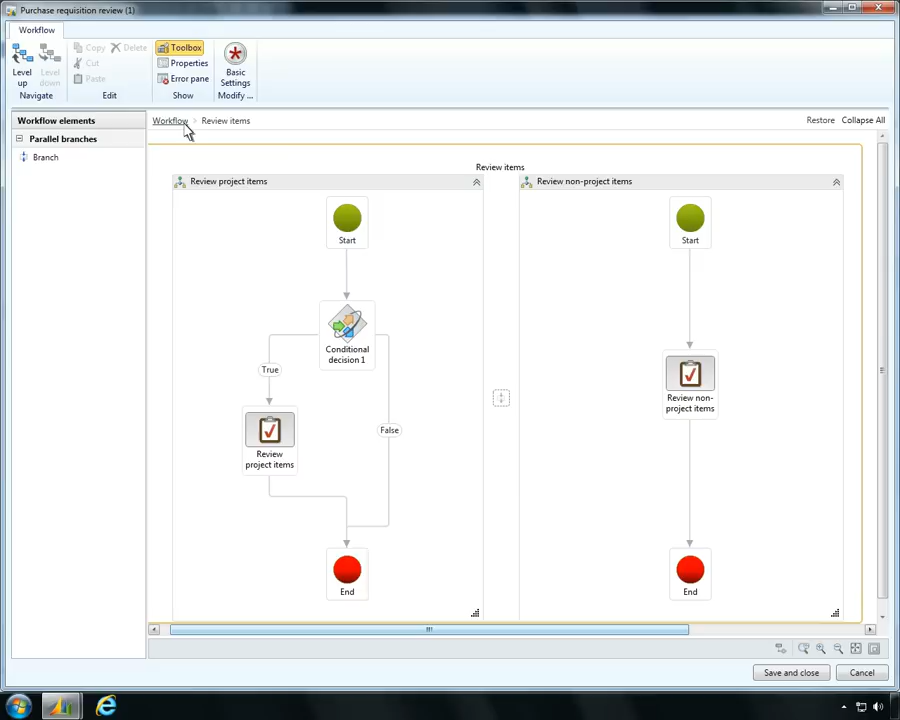 Purchase requisition review (1)
Workflow
Level up
Level down
Navigate
Copy
Delete
Cut
Paste
Edit
Toolbox
Properties
Error pane
Show
Basic Settings
Modify ...
Workflow elements
Parallel branches
Branch
Workflow > Review items
Restore
Collapse All
Review items
Review project items
Start
Conditional
decision 1
True
False
Review
project items
End
Review non-project items
Start
Review non-
project items
End
Save and close
Cancel